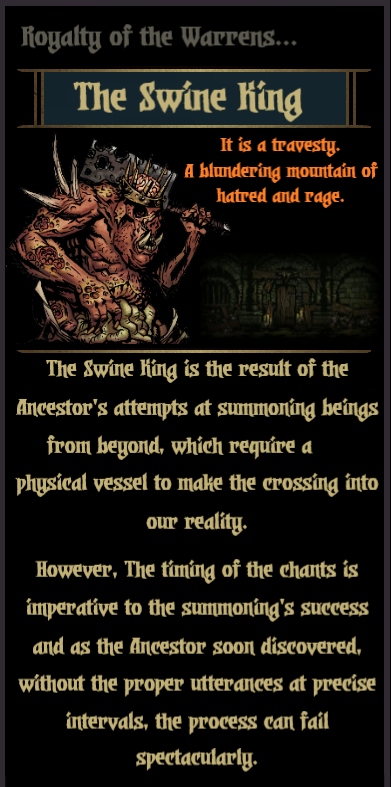 Royalty of the Warrens...
The Swine King
It is a travesty.
A blundering mountain of
hatred and rage.
The Swine King is the result of the
Ancestor's attempts at summoning beings
from beyond, which require a
physical vessel to make the crossing into
our reality.
However, The timing of the chants is
imperative to the summoning's success
and as the Ancestor soon discovered,
without the proper utterances at precise
intervals, the process can fail
spectacularly.